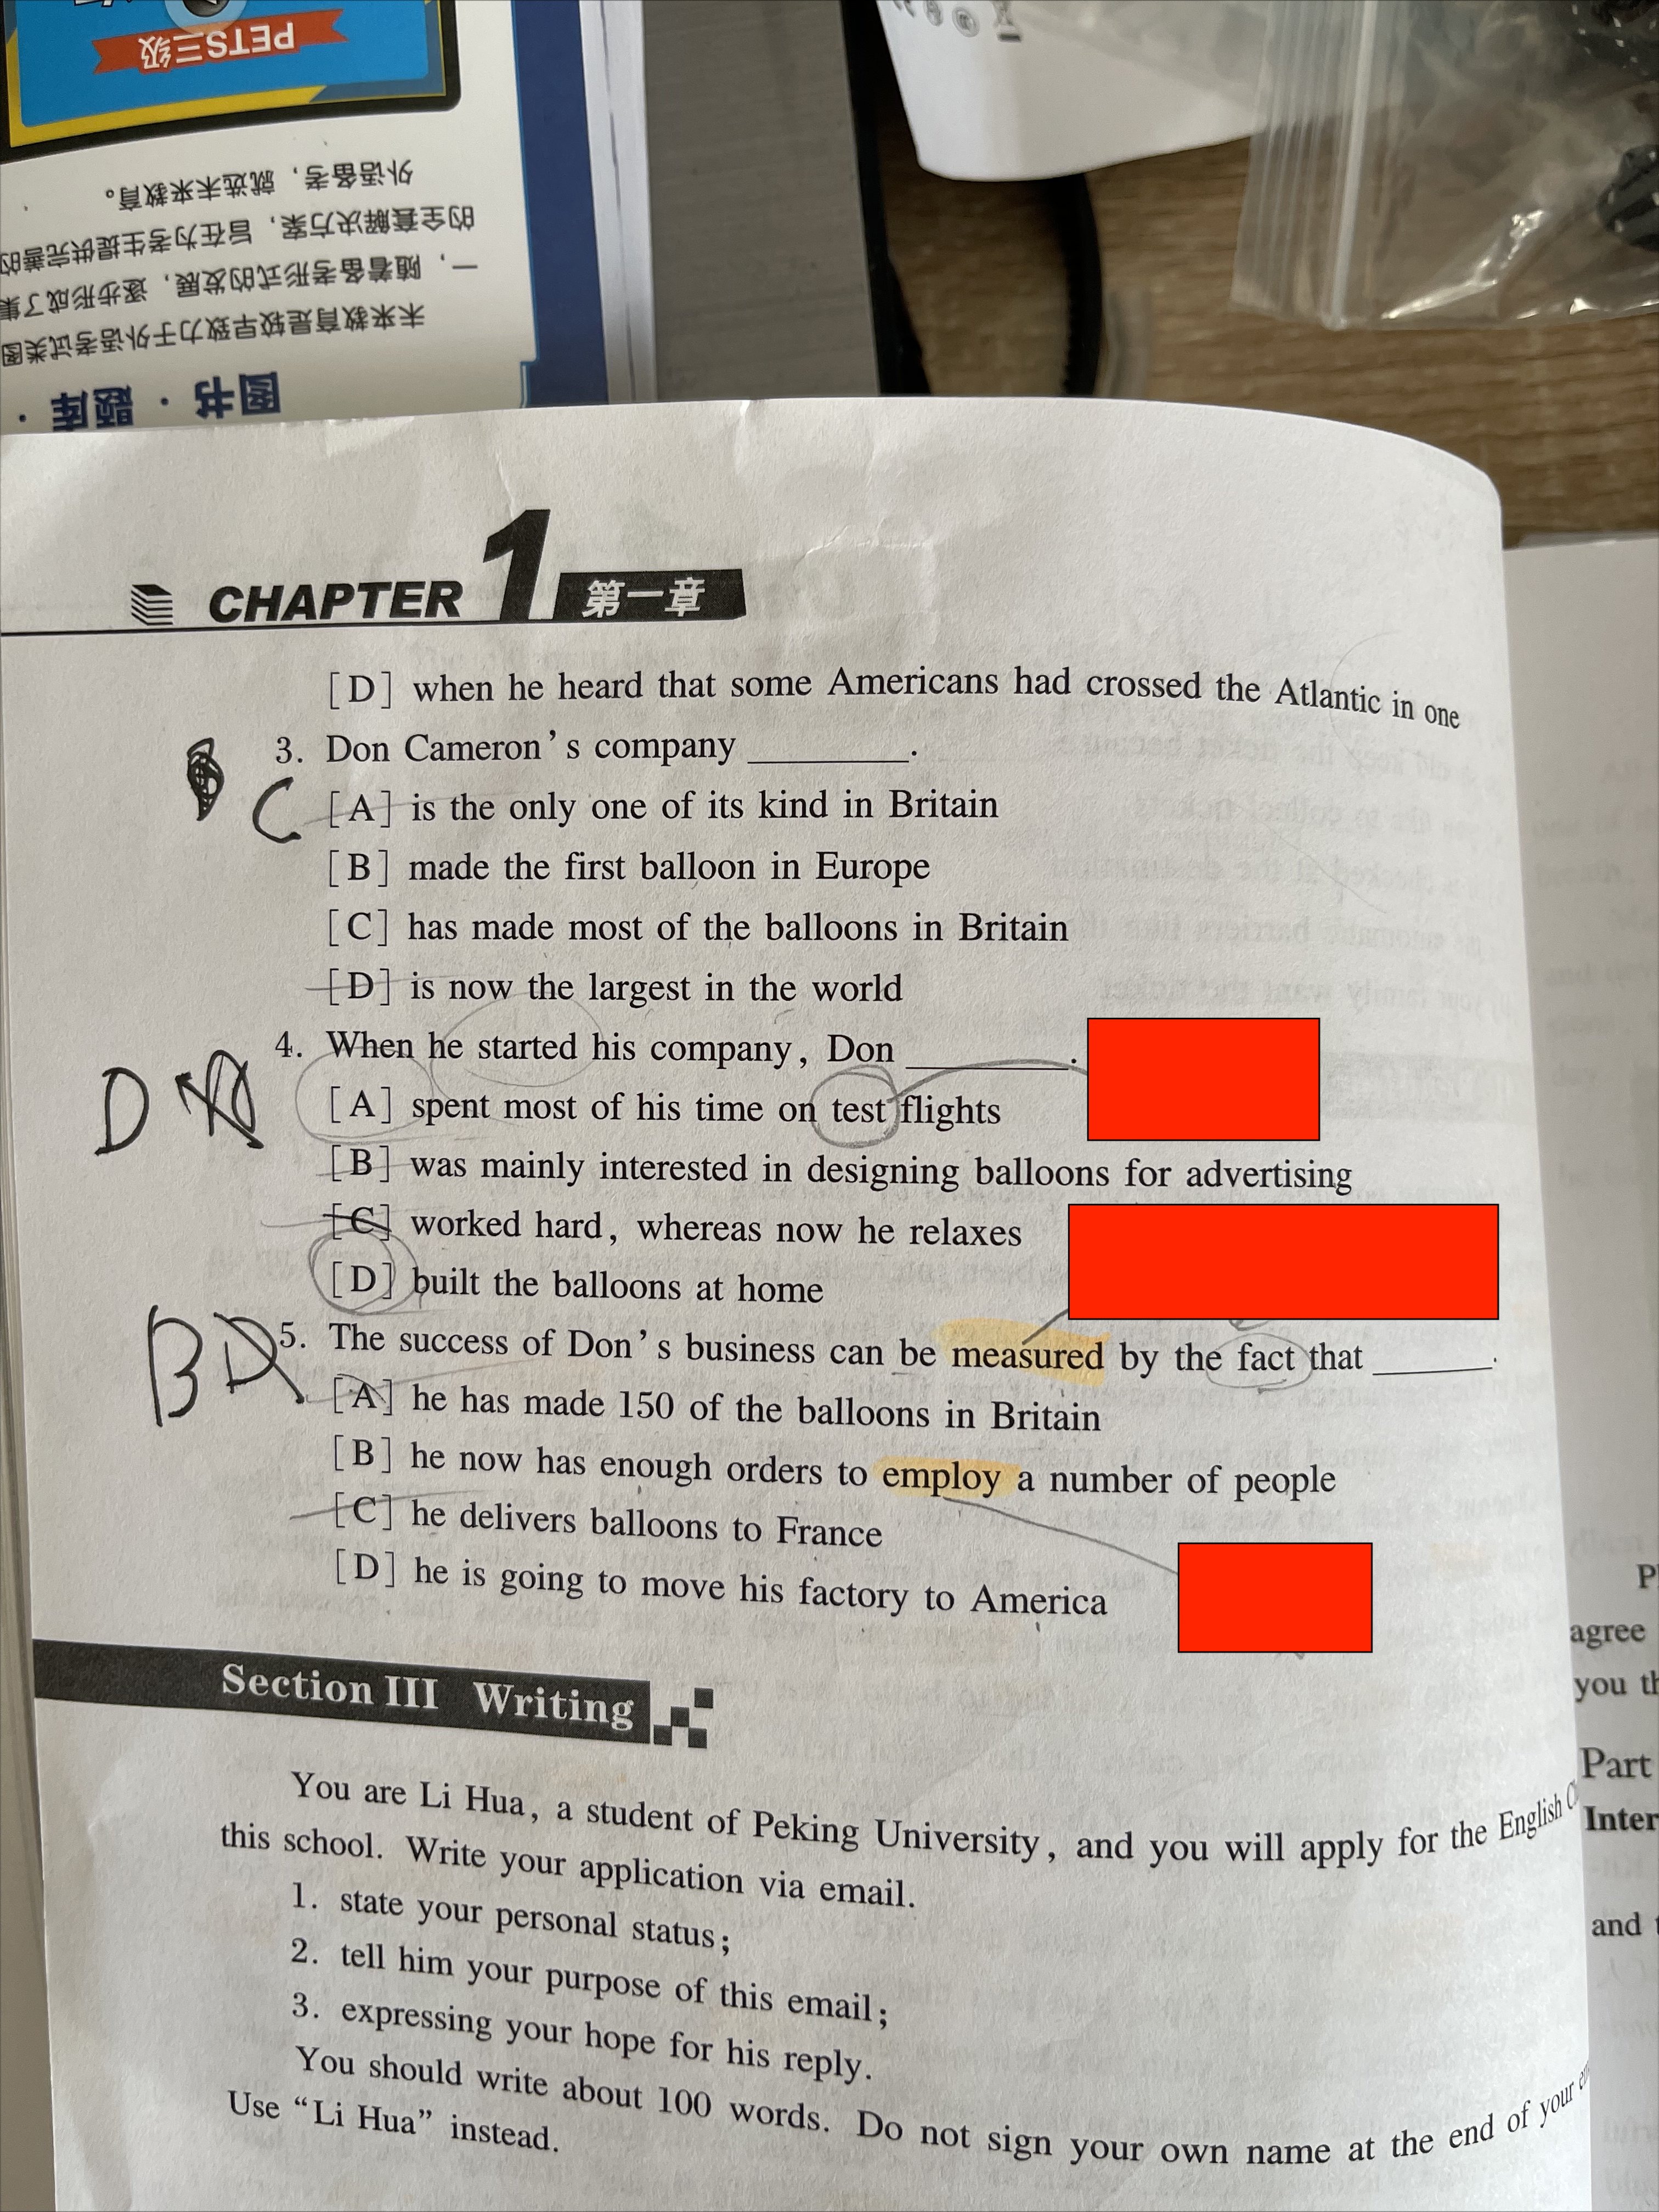 PETS三级
外语备考，就选未来教育。
的全套解决方案，旨在为考生提供完善的
一，随着备考形式的发展，逐步形成了集
未来教育是较早致力于外语考试类图
图书 · 题库 ·
CHAPTER 1 第一章
[D] when he heard that some Americans had crossed the Atlantic in one
3. Don Cameron's company ________.
C
[A] is the only one of its kind in Britain
[B] made the first balloon in Europe
[C] has made most of the balloons in Britain
[D] is now the largest in the world
4. When he started his company, Don ________.
D
[A] spent most of his time on test flights
[B] was mainly interested in designing balloons for advertising
[C] worked hard, whereas now he relaxes
[D] built the balloons at home
B D
5. The success of Don's business can be measured by the fact that ________.
[A] he has made 150 of the balloons in Britain
[B] he now has enough orders to employ a number of people
[C] he delivers balloons to France
[D] he is going to move his factory to America
Section III Writing
You are Li Hua, a student of Peking University, and you will apply for the English
this school. Write your application via email.
1. state your personal status;
2. tell him your purpose of this email;
3. expressing your hope for his reply.
You should write about 100 words. Do not sign your own name at the end of your
Use “Li Hua” instead.
agree
you
Part
Inter
and